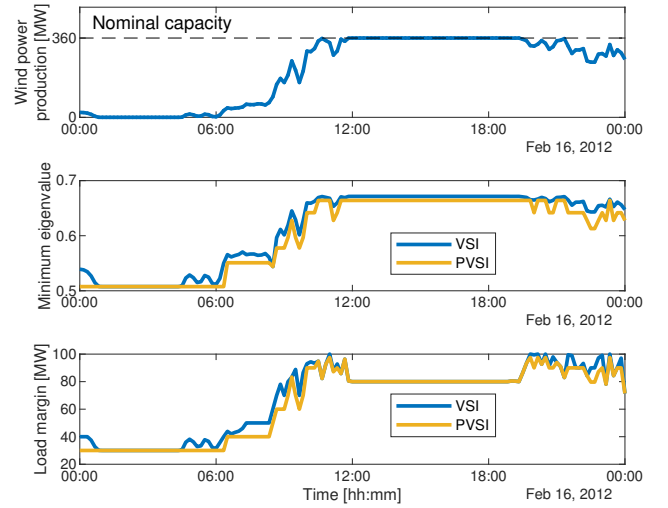 Nominal capacity
Wind power
production [MW]
360
0
00:00 06:00 12:00 18:00 00:00
Feb 16, 2012
Minimum eigenvalue
0.7
0.6
0.5
VSI
PVSI
00:00 06:00 12:00 18:00 00:00
Feb 16, 2012
Load margin [MW]
100
80
60
40
20
VSI
PVSI
00:00 06:00 12:00 18:00 00:00
Time [hh:mm]
Feb 16, 2012